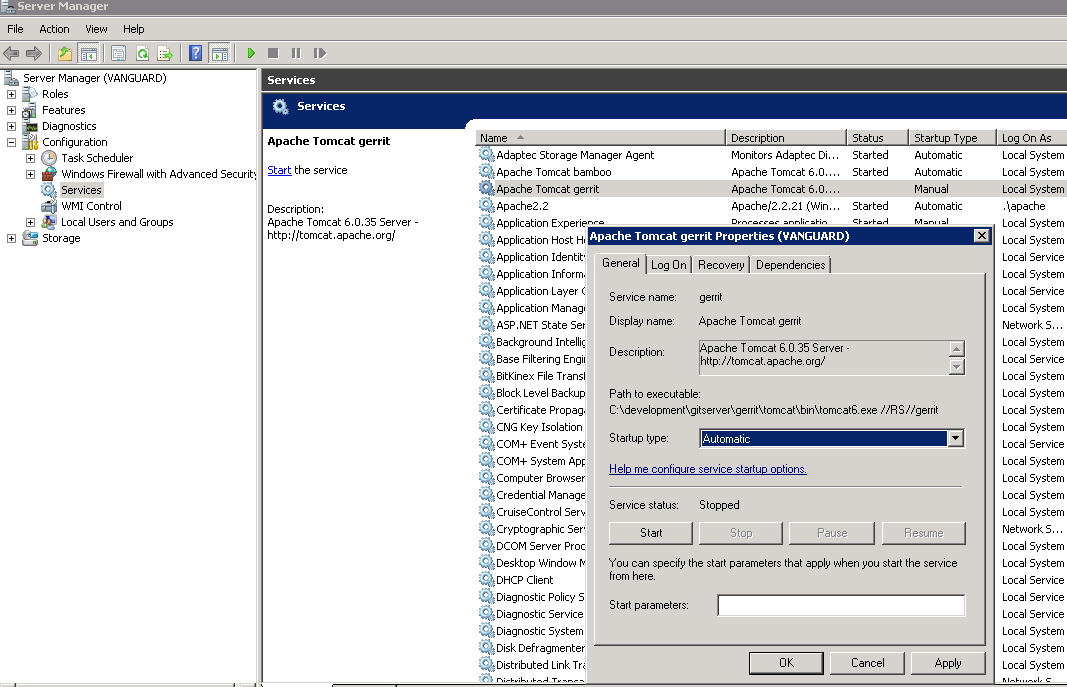 Server Manager
File Action View Help
Server Manager (VANGUARD)
Roles
Features
Diagnostics
Configuration
Task Scheduler
Windows Firewall with Advanced Security
Services
WMI Control
Local Users and Groups
Storage
Services
Services
Apache Tomcat gerrit
Start the service
Description:
Apache Tomcat 6.0.35 Server -
http://tomcat.apache.org/
Name Description Status Startup Type Log On As
Adaptec Storage Manager Agent Monitors Adaptec Di... Started Automatic Local System
Apache Tomcat bamboo Apache Tomcat 6.0.... Started Automatic Local System
Apache Tomcat gerrit Apache Tomcat 6.0.... Manual Local System
Apache2.2 Apache/2.2.21 (Win... Started Automatic .\apache
Application Experience Processes applicatio... Started Manual Local System
Application Host H Local System
Application Identit Local Service
Application Inform Local System
Application Layer G Local Service
Application Manag Local System
ASP.NET State Ser Network S...
Background Intellig Local System
Base Filtering Engi Local Service
BitKinex File Transf Local System
Block Level Backup Local System
Certificate Propag Local System
CNG Key Isolation Local System
COM+ Event Syste Local Service
COM+ System App Local System
Computer Browser Local System
Credential Manage Local System
CruiseControl Serv Local System
Cryptographic Ser Network S...
DCOM Server Proc Local System
Desktop Window M Local System
DHCP Client Local Service
Diagnostic Policy S Local Service
Diagnostic Service Local Service
Diagnostic System Local System
Disk Defragmenter Local System
Distributed Link Tra Local System
Distributed Transa Network S...
Apache Tomcat gerrit Properties (VANGUARD)
General Log On Recovery Dependencies
Service name: gerrit
Display name: Apache Tomcat gerrit
Description: Apache Tomcat 6.0.35 Server -
http://tomcat.apache.org/
Path to executable:
C:\development\gitserver\gerrit\tomcat\bin\tomcat6.exe //RS//gerrit
Startup type: Automatic
Help me configure service startup options.
Service status: Stopped
Start Stop Pause Resume
You can specify the start parameters that apply when you start the service
from here.
Start parameters:
OK Cancel Apply